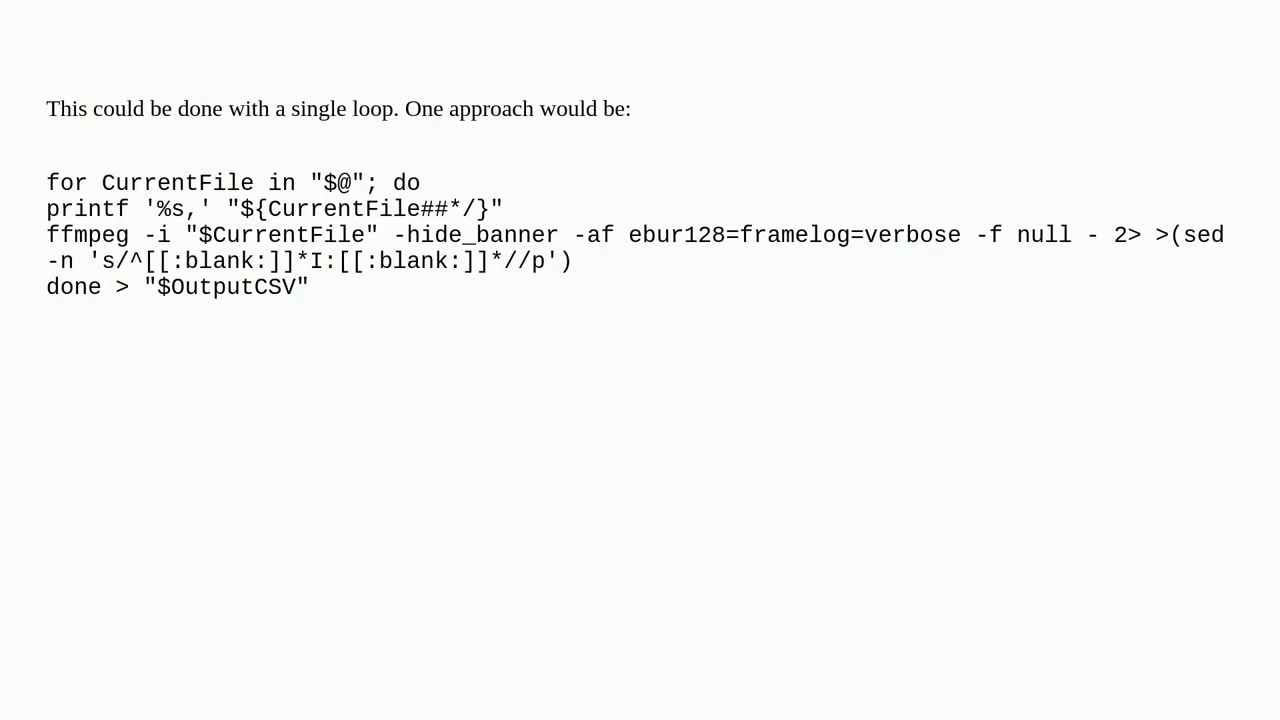 This could be done with a single loop. One approach would be:
for CurrentFile in "$@"; do
printf '%s,' "${CurrentFile##*/}"
ffmpeg -i "$CurrentFile" -hide_banner -af ebur128=framelog=verbose -f null - 2> >(sed
-n 's/^[[:blank:]]*I:[[:blank:]]*//p')
done > "$OutputCSV"